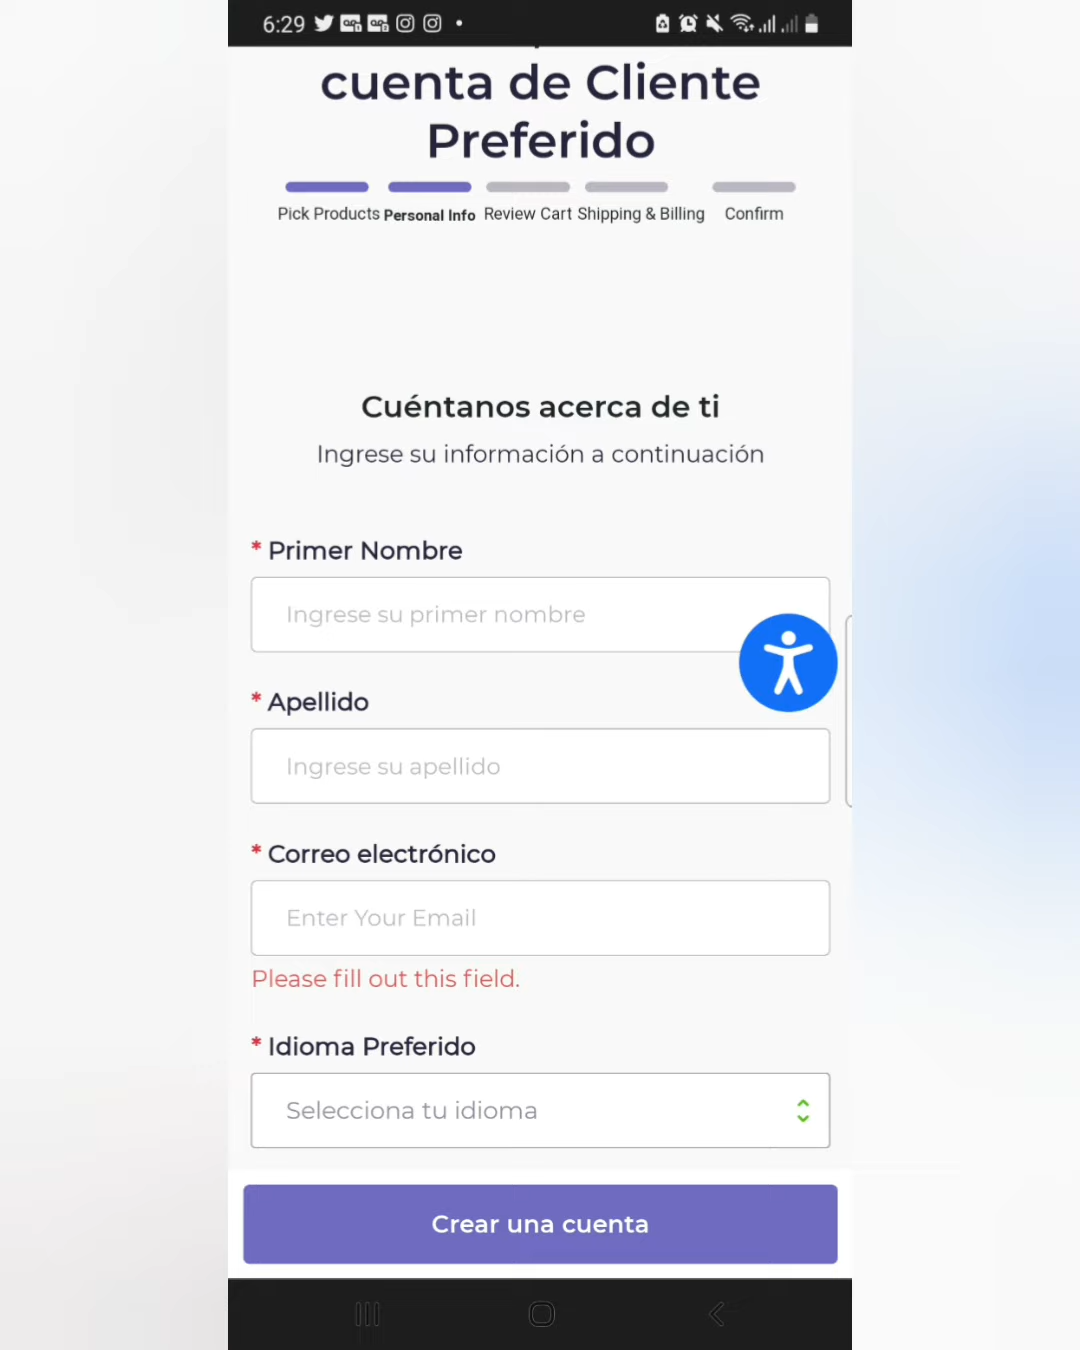 6:29
cuenta de Cliente
Preferido
Pick Products Personal Info Review Cart Shipping & Billing Confirm
Cuéntanos acerca de ti
Ingrese su información a continuación
* Primer Nombre
Ingrese su primer nombre
* Apellido
Ingrese su apellido
* Correo electrónico
Enter Your Email
Please fill out this field.
* Idioma Preferido
Selecciona tu idioma
Crear una cuenta